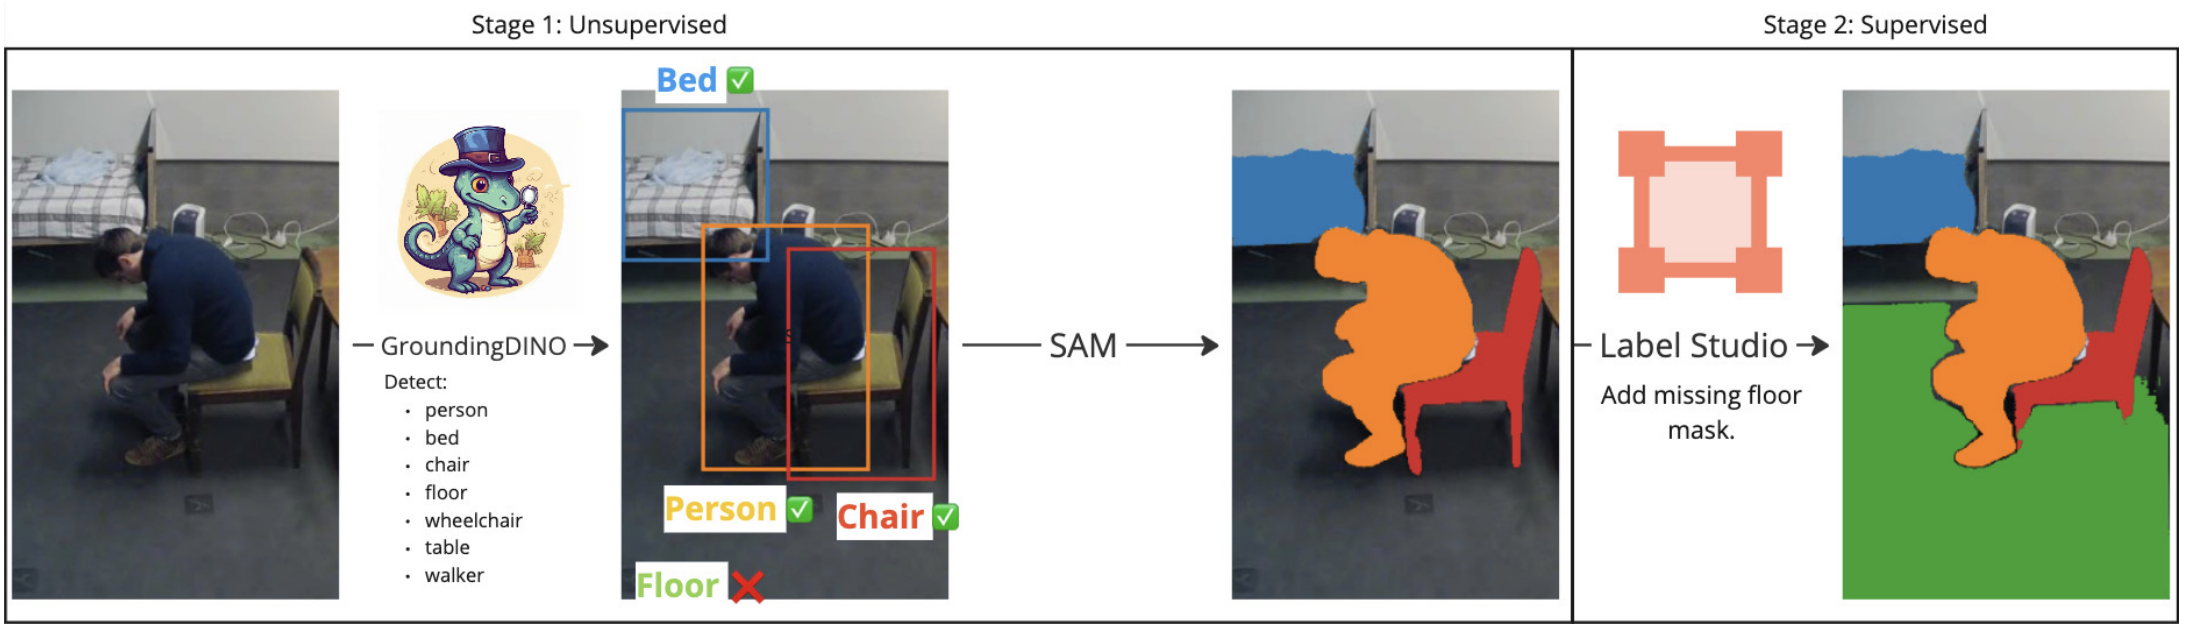 Stage 1: Unsupervised
Stage 2: Supervised
GroundingDINO
Detect:
• person
• bed
• chair
• floor
• wheelchair
• table
• walker
Bed ✅
Person ✅
Chair ✅
Floor ❌
SAM
Label Studio
Add missing floor
mask.